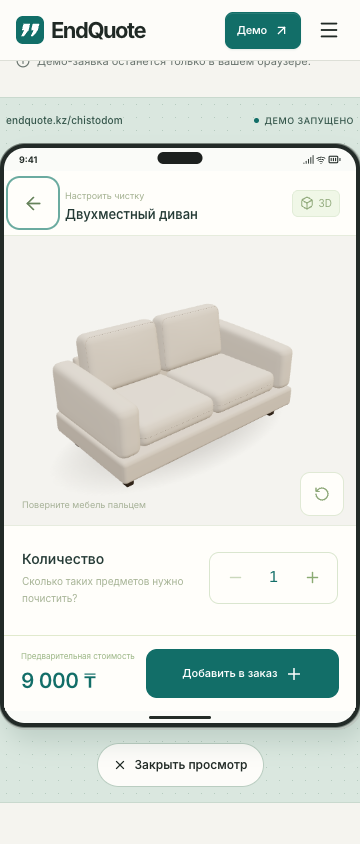 EndQuote
Демо
Демо-заявка останется только в вашем браузере.
endquote.kz/chistodom
ДЕМО ЗАПУЩЕНО
9:41
Настроить чистку
Двухместный диван
3D
Поверните мебель пальцем
Количество
Сколько таких предметов нужно
почистить?
1
Предварительная стоимость
9 000 ₸
Добавить в заказ
Закрыть просмотр